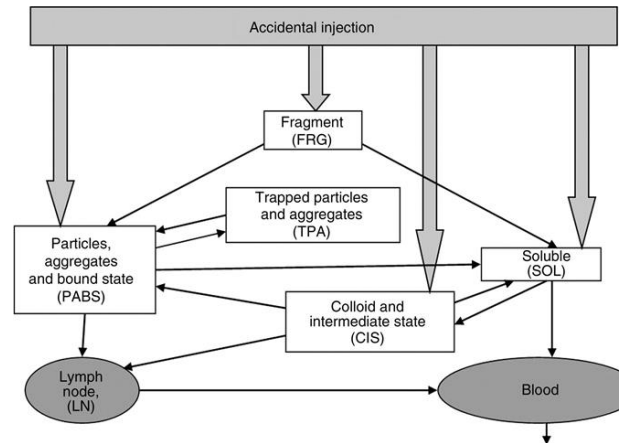 Accidental injection
Fragment
(FRG)
Trapped particles
and aggregates
(TPA)
Particles,
aggregates
and bound state
(PABS)
Soluble
(SOL)
Colloid and
intermediate state
(CIS)
Lymph
node,
(LN)
Blood